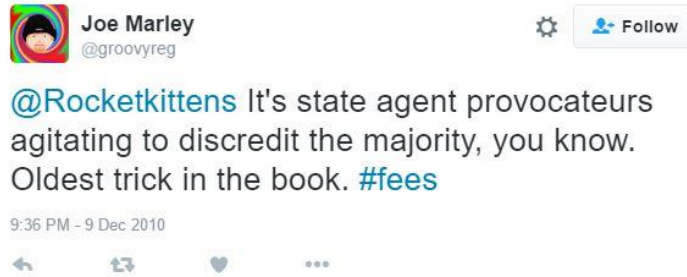 Joe Marley
@groovyreg
Follow
@Rocketkittens It's state agent provocateurs
agitating to discredit the majority, you know.
Oldest trick in the book. #fees
9:36 PM - 9 Dec 2010